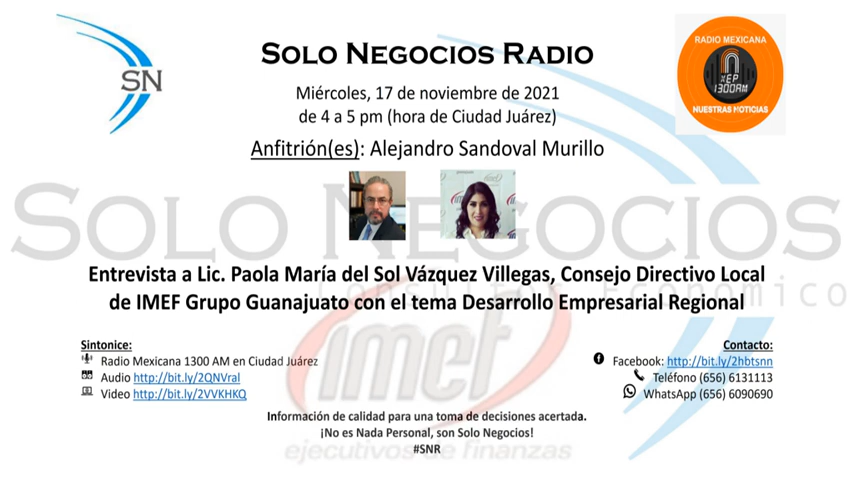 SN
SOLO NEGOCIOS RADIO
Miércoles, 17 de noviembre de 2021
de 4 a 5 pm (hora de Ciudad Juárez)
Anfitrión(es): Alejandro Sandoval Murillo
RADIO MEXICANA
XEP
1300AM
NUESTRAS NOTICIAS
imef
SOLO NEGOCIOS
Consultor Económico
Entrevista a Lic. Paola María del Sol Vázquez Villegas, Consejo Directivo Local
de IMEF Grupo Guanajuato con el tema Desarrollo Empresarial Regional
Sintonice:
Radio Mexicana 1300 AM en Ciudad Juárez
Audio http://bit.ly/2QNVral
Video http://bit.ly/2VVKHKQ
Contacto:
Facebook: http://bit.ly/2hbtsnn
Teléfono (656) 6131113
WhatsApp (656) 6090690
imef
ejecutivos de finanzas
Información de calidad para una toma de decisiones acertada.
¡No es Nada Personal, son Solo Negocios!
#SNR